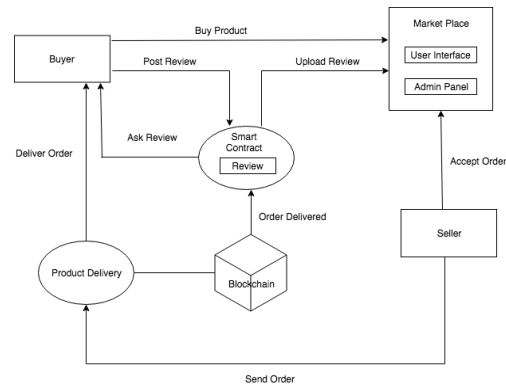 Market Place
Buy Product
User Interface
Buyer
Post Review
Upload Review
Admin Panel
Smart
Contract
Ask Review
Deliver Order
Review
Accept Order
Order Delivered
Seller
Product Delivery
Blockchain
Send Order